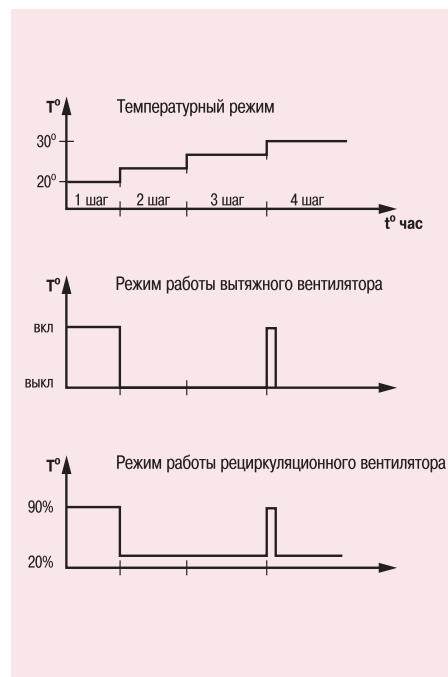 T° Температурный режим
30°
20°
1 шаг 2 шаг 3 шаг 4 шаг
t° час
T° Режим работы вытяжного вентилятора
вкл
выкл
T° Режим работы рециркуляционного вентилятора
90%
20%